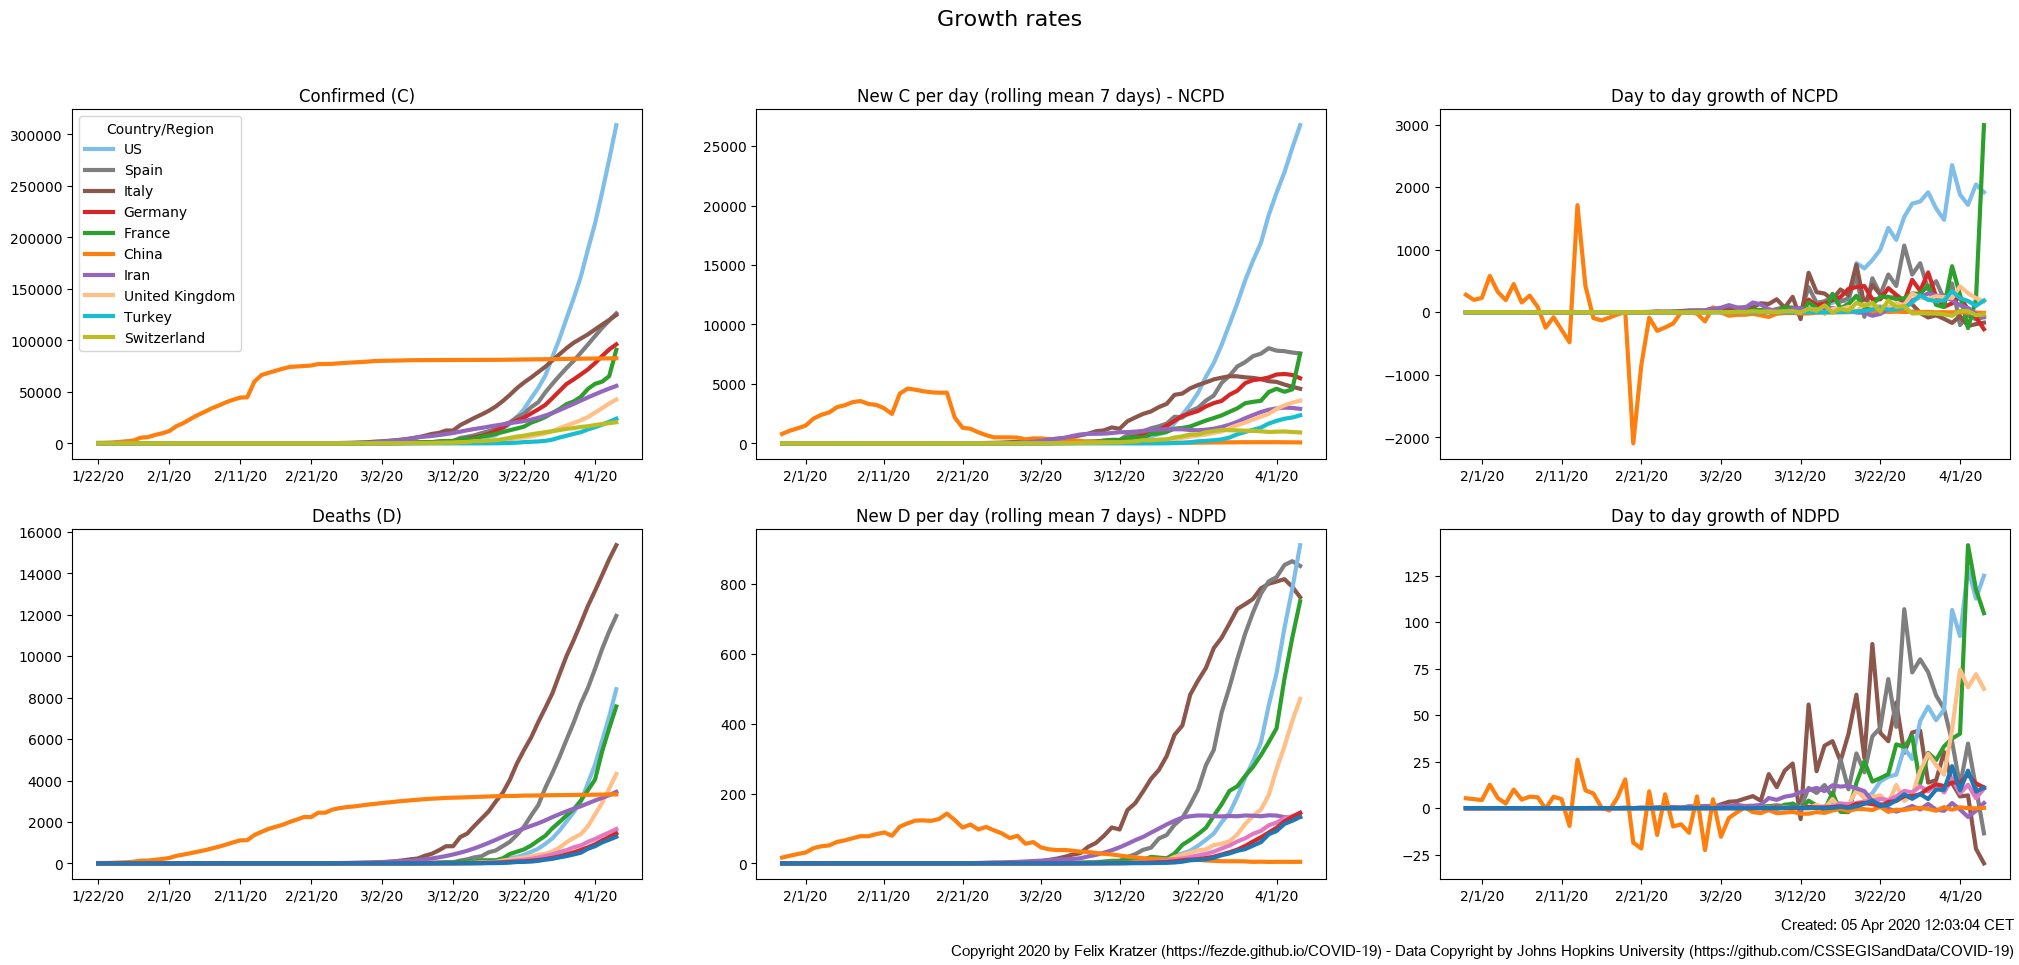 Growth rates
Confirmed (C)
300000
250000
200000
150000
100000
50000
0
Country/Region
US
Spain
Italy
Germany
France
China
Iran
United Kingdom
Turkey
Switzerland
1/22/20 2/1/20 2/11/20 2/21/20 3/2/20 3/12/20 3/22/20 4/1/20
New C per day (rolling mean 7 days) - NCPD
25000
20000
15000
10000
5000
0
2/1/20 2/11/20 2/21/20 3/2/20 3/12/20 3/22/20 4/1/20
Day to day growth of NCPD
3000
2000
1000
0
−1000
−2000
2/1/20 2/11/20 2/21/20 3/2/20 3/12/20 3/22/20 4/1/20
Deaths (D)
16000
14000
12000
10000
8000
6000
4000
2000
0
1/22/20 2/1/20 2/11/20 2/21/20 3/2/20 3/12/20 3/22/20 4/1/20
New D per day (rolling mean 7 days) - NDPD
800
600
400
200
0
2/1/20 2/11/20 2/21/20 3/2/20 3/12/20 3/22/20 4/1/20
Day to day growth of NDPD
125
100
75
50
25
0
−25
2/1/20 2/11/20 2/21/20 3/2/20 3/12/20 3/22/20 4/1/20
Created: 05 Apr 2020 12:03:04 CET
Copyright 2020 by Felix Kratzer (https://fezde.github.io/COVID-19) - Data Copyright by Johns Hopkins University (https://github.com/CSSEGISandData/COVID-19)